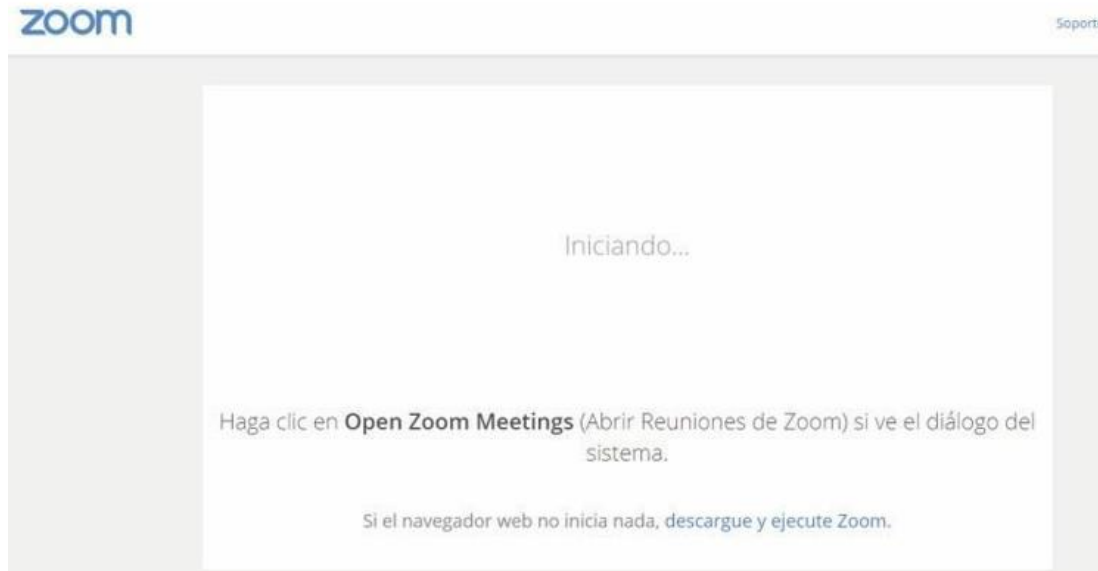 zoom
Iniciando...
Haga clic en Open Zoom Meetings (Abrir Reuniones de Zoom) si ve el diálogo del
sistema.
Si el navegador web no inicia nada, descargue y ejecute Zoom.